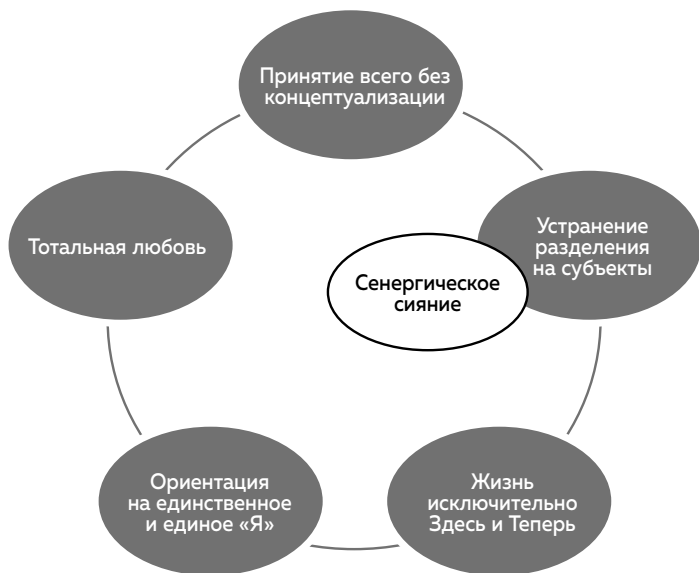 Принятие всего без
концептуализации
Тотальная любовь
Устранение
разделения
на субъекты
Сенергическое
сияние
Ориентация
на единственное
и единое «Я»
Жизнь
исключительно
Здесь и Теперь